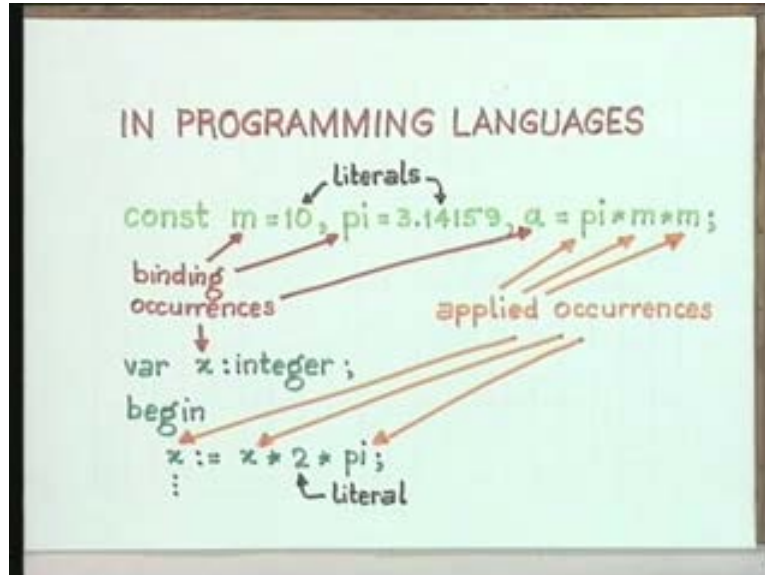 IN PROGRAMMING LANGUAGES
literals
const m = 10, pi = 3.14159, a = pi * m * m ;
binding
occurrences
applied occurrences
var x : integer ;
begin
x := x * 2 * pi ;
⋮
literal